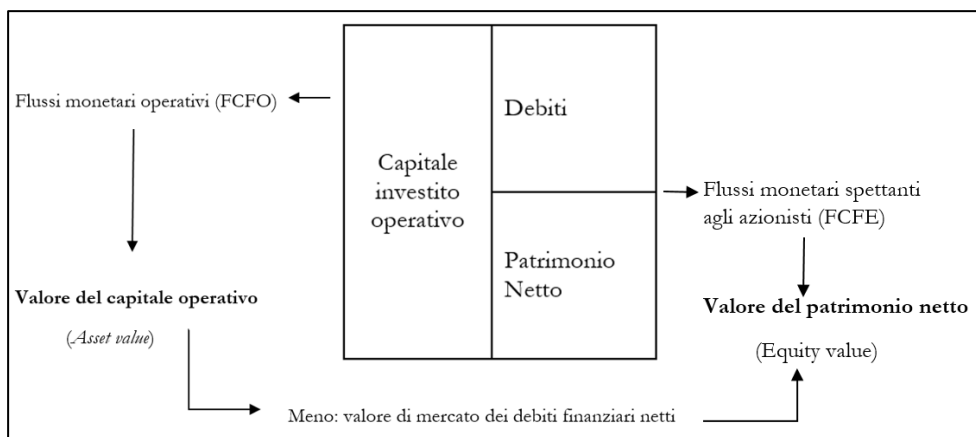 Flussi monetari operativi (FCFO)
Debiti
Capitale
investito
operativo
Flussi monetari spettanti
agli azionisti (FCFE)
Patrimonio
Netto
Valore del capitale operativo
(Asset value)
Valore del patrimonio netto
(Equity value)
Meno: valore di mercato dei debiti finanziari netti